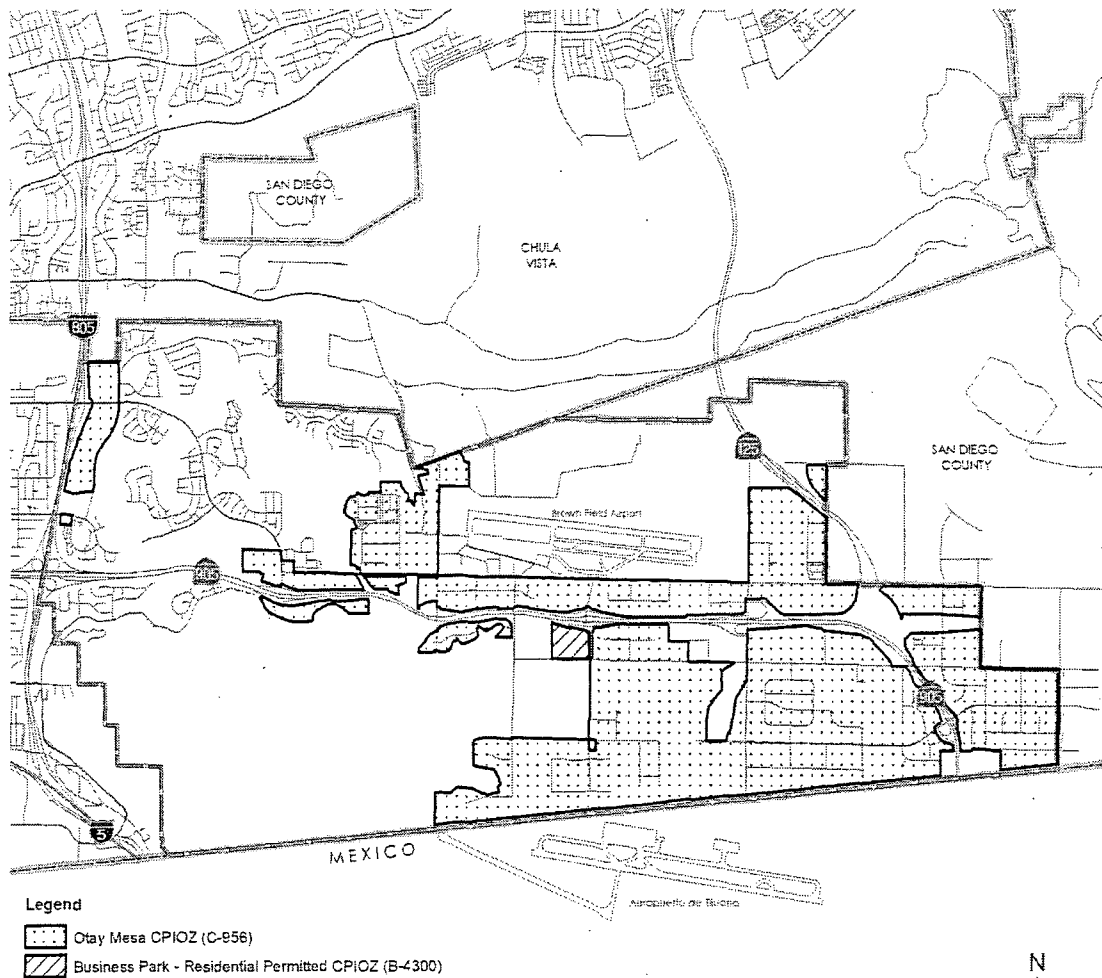 SAN DIEGO
COUNTY
CHULA
VISTA
805
125
SAN DIEGO
COUNTY
Brown Field Airport
905
905
5
MEXICO
Aeropuerto de Tijuana
Legend
Otay Mesa CPIOZ (C-956)
Business Park - Residential Permitted CPIOZ (B-4300)
N